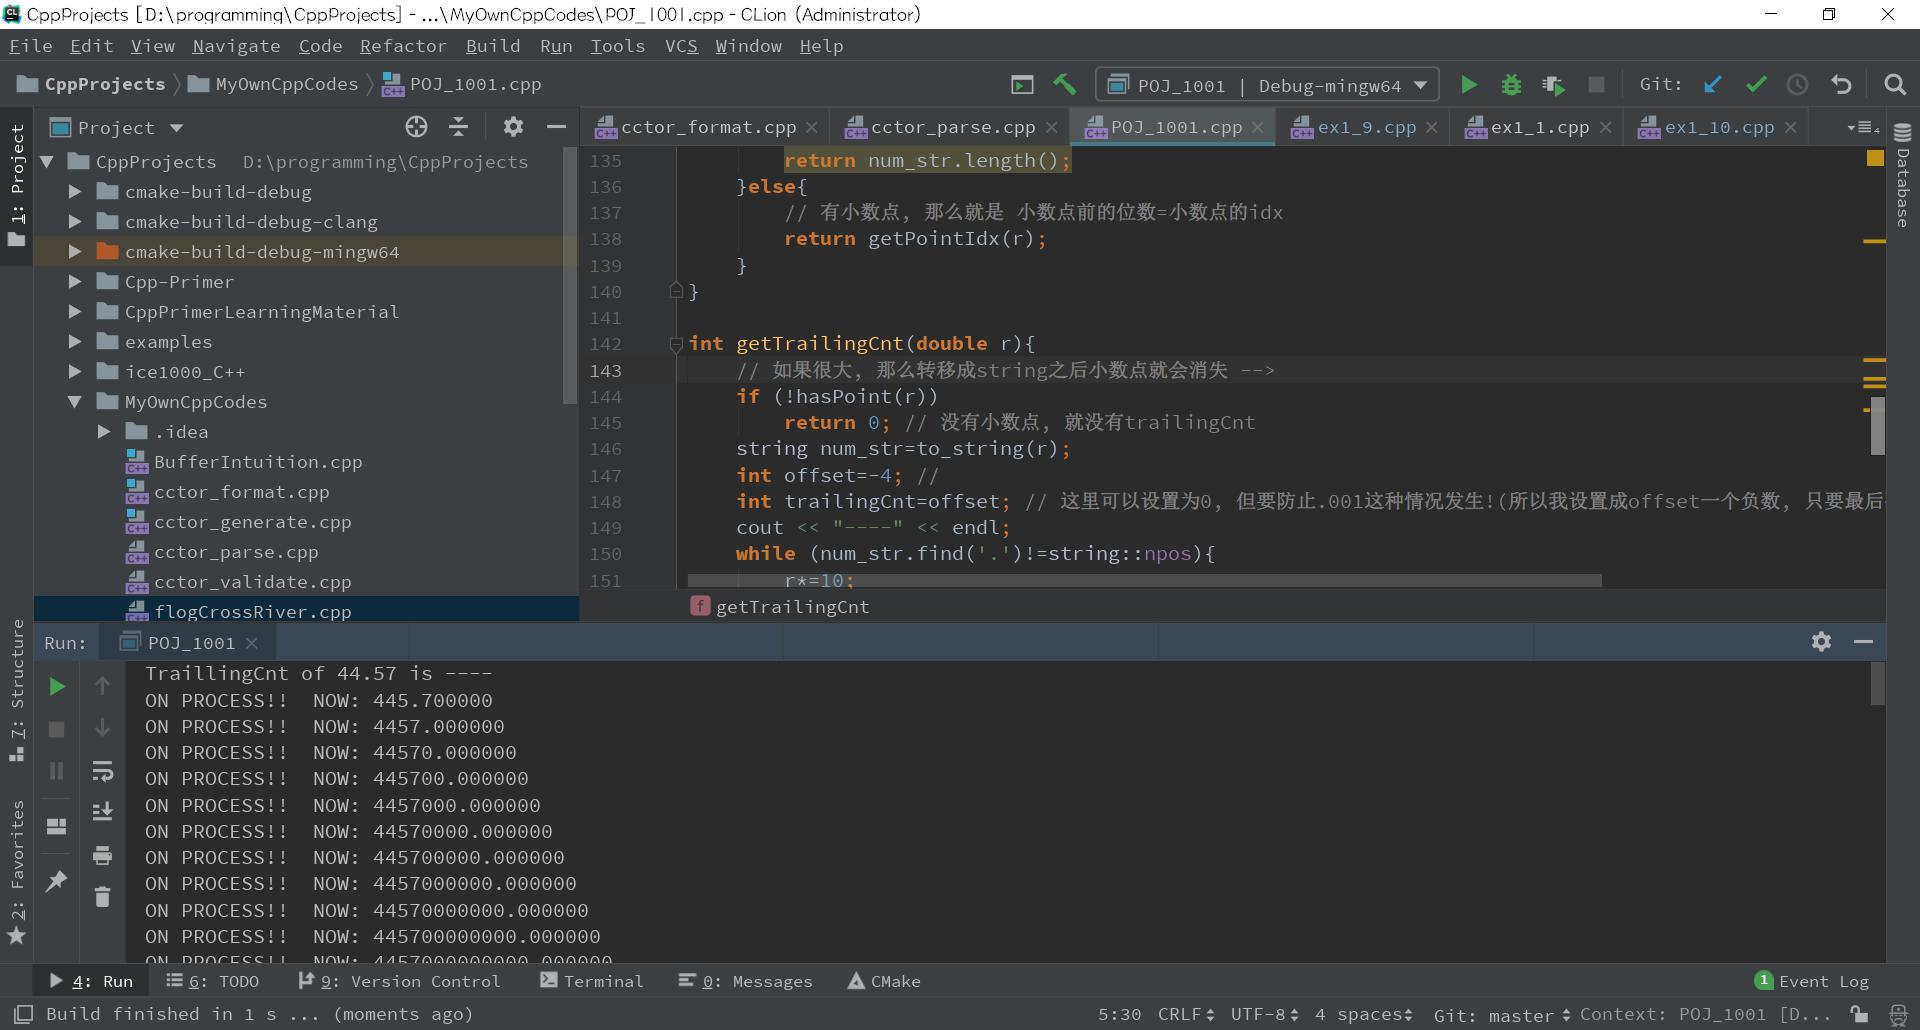 CppProjects [D:\programming\CppProjects] - ...\MyOwnCppCodes\POJ_1001.cpp - CLion (Administrator)
File Edit View Navigate Code Refactor Build Run Tools VCS Window Help
CppProjects MyOwnCppCodes POJ_1001.cpp
POJ_1001 | Debug-mingw64
Git:
Project
cctor_format.cpp
cctor_parse.cpp
POJ_1001.cpp
ex1_9.cpp
ex1_1.cpp
ex1_10.cpp
1: Project
7: Structure
2: Favorites
Database
CppProjects D:\programming\CppProjects
cmake-build-debug
cmake-build-debug-clang
cmake-build-debug-mingw64
Cpp-Primer
CppPrimerLearningMaterial
examples
ice1000_C++
MyOwnCppCodes
.idea
BufferIntuition.cpp
cctor_format.cpp
cctor_generate.cpp
cctor_parse.cpp
cctor_validate.cpp
flogCrossRiver.cpp
135 return num_str.length();
136 }else{
137 // 有小数点, 那么就是 小数点前的位数=小数点的idx
138 return getPointIdx(r);
139 }
140 }
141
142 int getTrailingCnt(double r){
143 // 如果很大, 那么转移成string之后小数点就会消失 -->
144 if (!hasPoint(r))
145 return 0; // 没有小数点, 就没有trailingCnt
146 string num_str=to_string(r);
147 int offset=-4; //
148 int trailingCnt=offset; // 这里可以设置为0, 但要防止.001这种情况发生!(所以我设置成offset一个负数, 只要最后
149 cout << "----" << endl;
150 while (num_str.find('.')!=string::npos){
151 r*=10;
f getTrailingCnt
Run: POJ_1001
TraillingCnt of 44.57 is ----
ON PROCESS!! NOW: 445.700000
ON PROCESS!! NOW: 4457.000000
ON PROCESS!! NOW: 44570.000000
ON PROCESS!! NOW: 445700.000000
ON PROCESS!! NOW: 4457000.000000
ON PROCESS!! NOW: 44570000.000000
ON PROCESS!! NOW: 445700000.000000
ON PROCESS!! NOW: 4457000000.000000
ON PROCESS!! NOW: 44570000000.000000
ON PROCESS!! NOW: 445700000000.000000
ON PROCESS!! NOW: 4457000000000.000000
4: Run 6: TODO 9: Version Control Terminal 0: Messages CMake 1 Event Log
Build finished in 1 s ... (moments ago) 5:30 CRLF UTF-8 4 spaces Git: master Context: POJ_1001 [D...